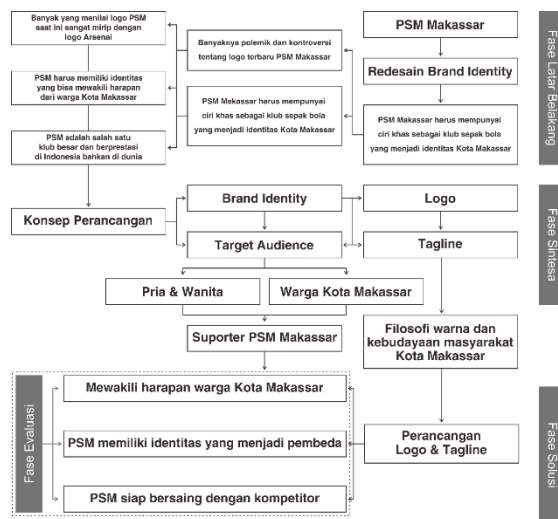 Banyak yang menilai logo PSM
saat ini sangat mirip dengan
logo Arsenal
PSM harus memiliki identitas
yang bisa mewakili harapan
dari warga Kota Makassar
PSM adalah salah satu
klub besar dan berprestasi
di Indonesia bahkan di dunia
Banyaknya polemik dan kontroversi
tentang logo terbaru PSM Makassar
PSM Makassar harus mempunyai
ciri khas sebagai klub sepak bola
yang menjadi identitas Kota Makassar
PSM Makassar
Redesain Brand Identity
PSM Makassar harus mempunyai
ciri khas sebagai klub sepak bola
yang menjadi identitas Kota Makassar
Fase Latar Belakang
Konsep Perancangan
Brand Identity
Logo
Target Audience
Tagline
Fase Sintesa
Pria & Wanita
Warga Kota Makassar
Suporter PSM Makassar
Filosofi warna dan
kebudayaan masyarakat
Kota Makassar
Fase Evaluasi
Mewakili harapan warga Kota Makassar
PSM memiliki identitas yang menjadi pembeda
PSM siap bersaing dengan kompetitor
Perancangan
Logo & Tagline
Fase Solusi